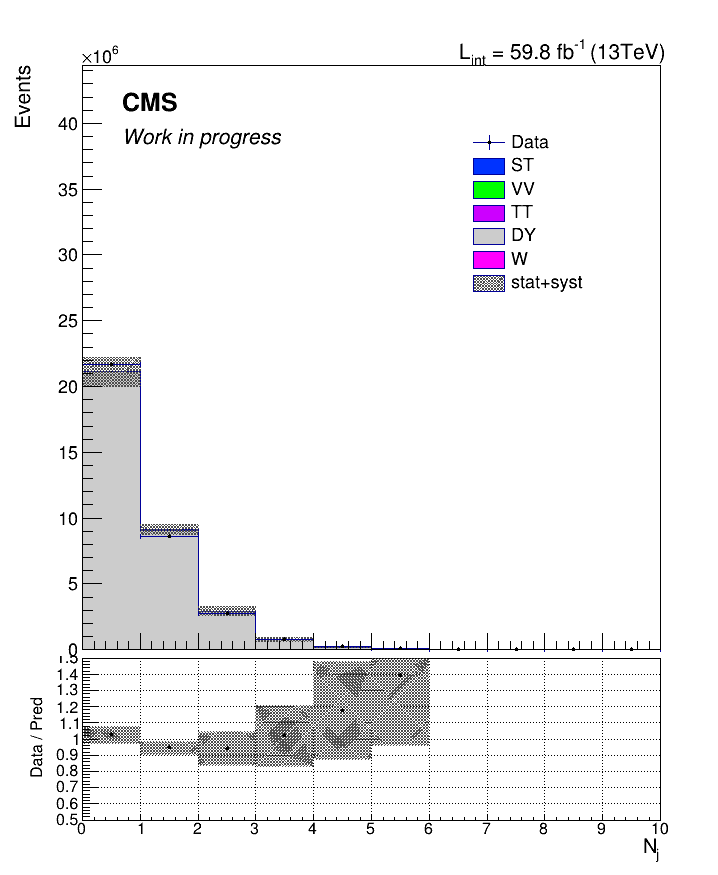 L_int = 59.8 fb^-1 (13TeV)
×10^6
Events
CMS
Work in progress
Data
ST
VV
TT
DY
W
stat+syst
40
35
30
25
20
15
10
5
0
Data / Pred
1.5
1.4
1.3
1.2
1.1
1
0.9
0.8
0.7
0.6
0.5
0 1 2 3 4 5 6 7 8 9 10
N_j